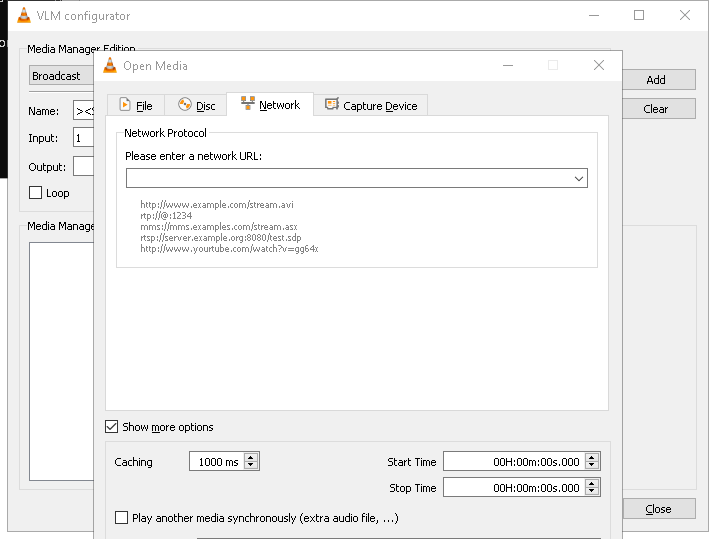 VLM configurator
Media Manager Edition
Broadcast
Add
Clear
Name: ><
Input: 1
Output:
Loop
Media Manage
Close
Open Media
File
Disc
Network
Capture Device
Network Protocol
Please enter a network URL:
http://www.example.com/stream.avi
rtp://@:1234
mms://mms.examples.com/stream.asx
rtsp://server.example.org:8080/test.sdp
http://www.yourtube.com/watch?v=gg64x
Show more options
Caching 1000 ms
Start Time 00H:00m:00s.000
Stop Time 00H:00m:00s.000
Play another media synchronously (extra audio file, ...)